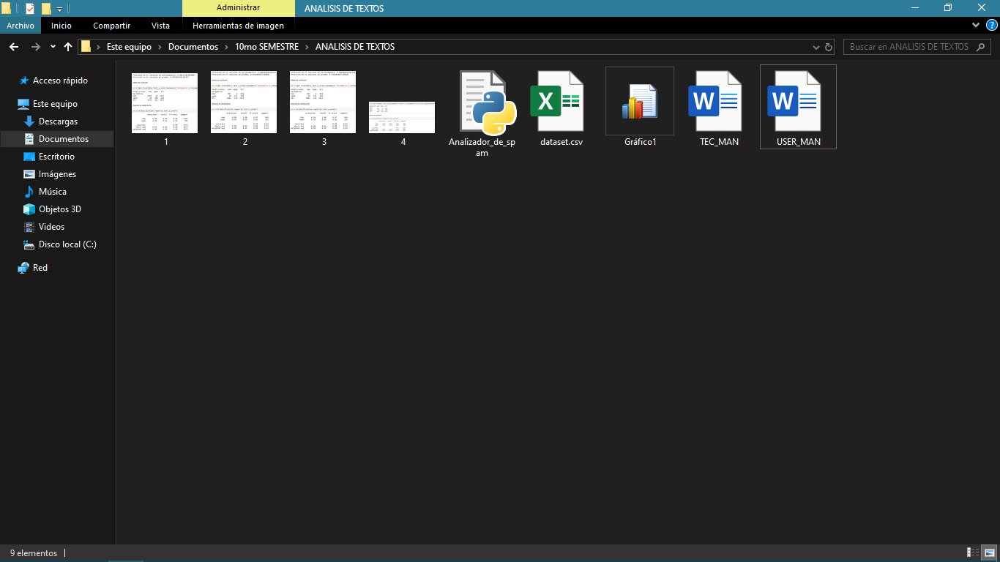 Administrar
ANALISIS DE TEXTOS
Archivo
Inicio
Compartir
Vista
Herramientas de imagen
Este equipo
Documentos
10mo SEMESTRE
ANALISIS DE TEXTOS
Buscar en ANALISIS DE TEXTOS
Acceso rápido
Este equipo
Descargas
Documentos
Escritorio
Imágenes
Música
Objetos 3D
Videos
Disco local (C:)
Red
1
2
3
4
Analizador_de_sp
am
dataset.csv
Gráfico1
TEC_MAN
USER_MAN
9 elementos